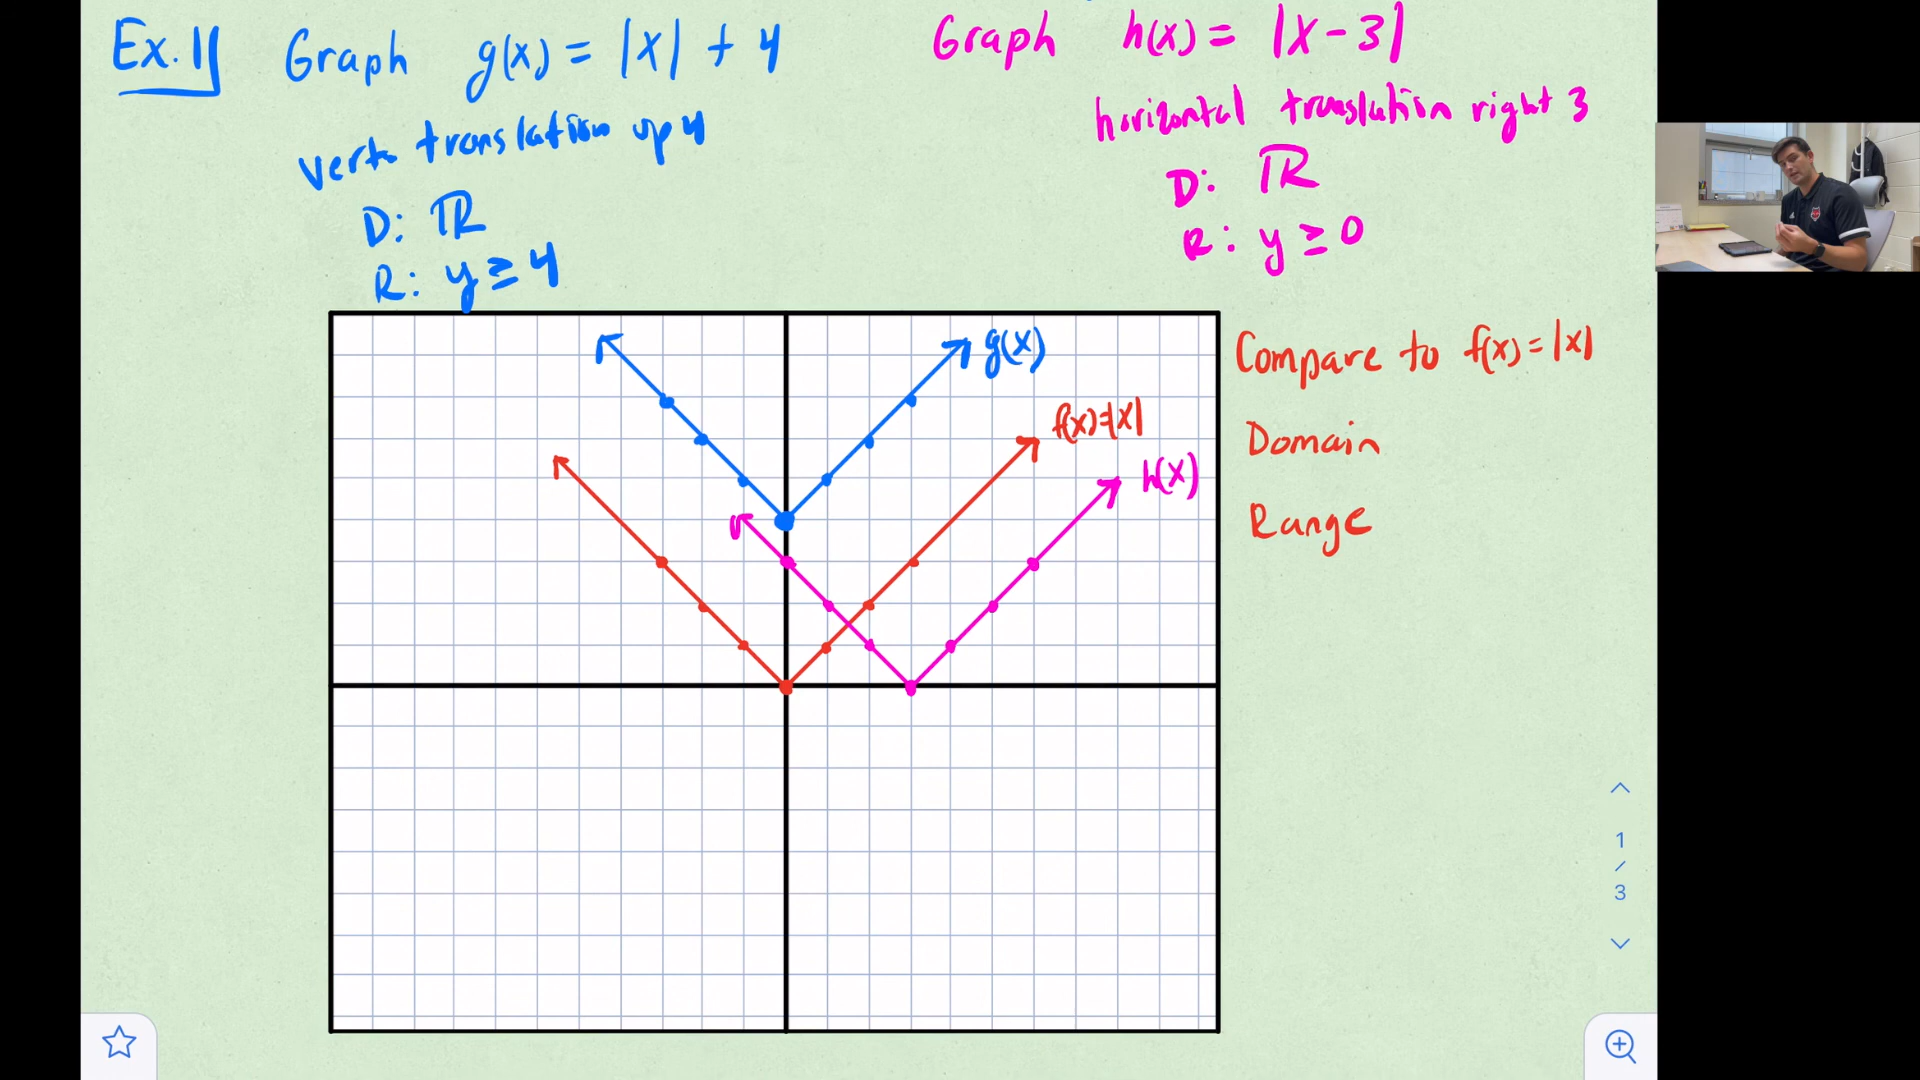 Ex. 1 Graph g(x) = |x| + 4
vert. translation up 4
D: ℝ
R: y ≥ 4
Graph h(x) = |x-3|
horizontal translation right 3
D: ℝ
R: y ≥ 0
g(x)
f(x)=|x|
h(x)
Compare to f(x) = |x|
Domain
Range
1
/
3